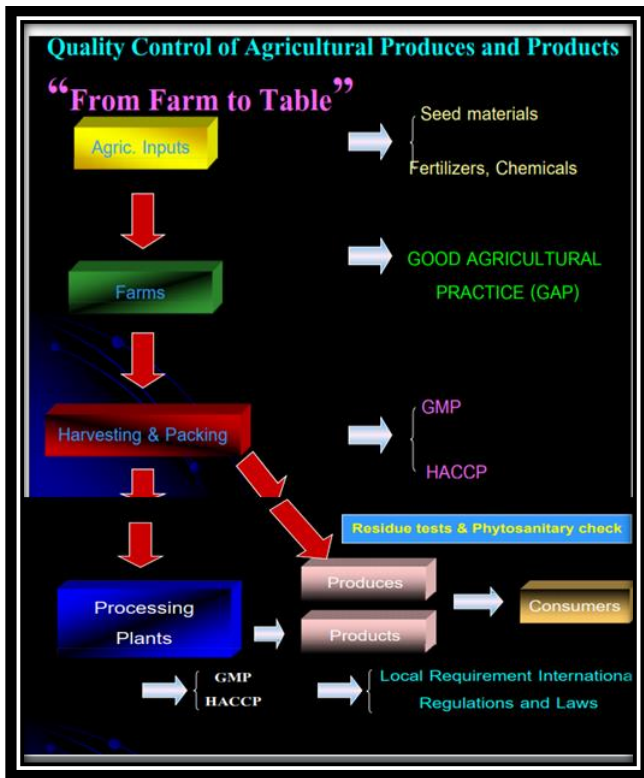 Quality Control of Agricultural Produces and Products
“From Farm to Table”
Seed materials
Agric. Inputs
Fertilizers, Chemicals
GOOD AGRICULTURAL
PRACTICE (GAP)
Farms
GMP
Harvesting & Packing
HACCP
Residue tests & Phytosanitary check
Produces
Processing
Plants
Consumers
Products
GMP
HACCP
Local Requirement Internationa
Regulations and Laws